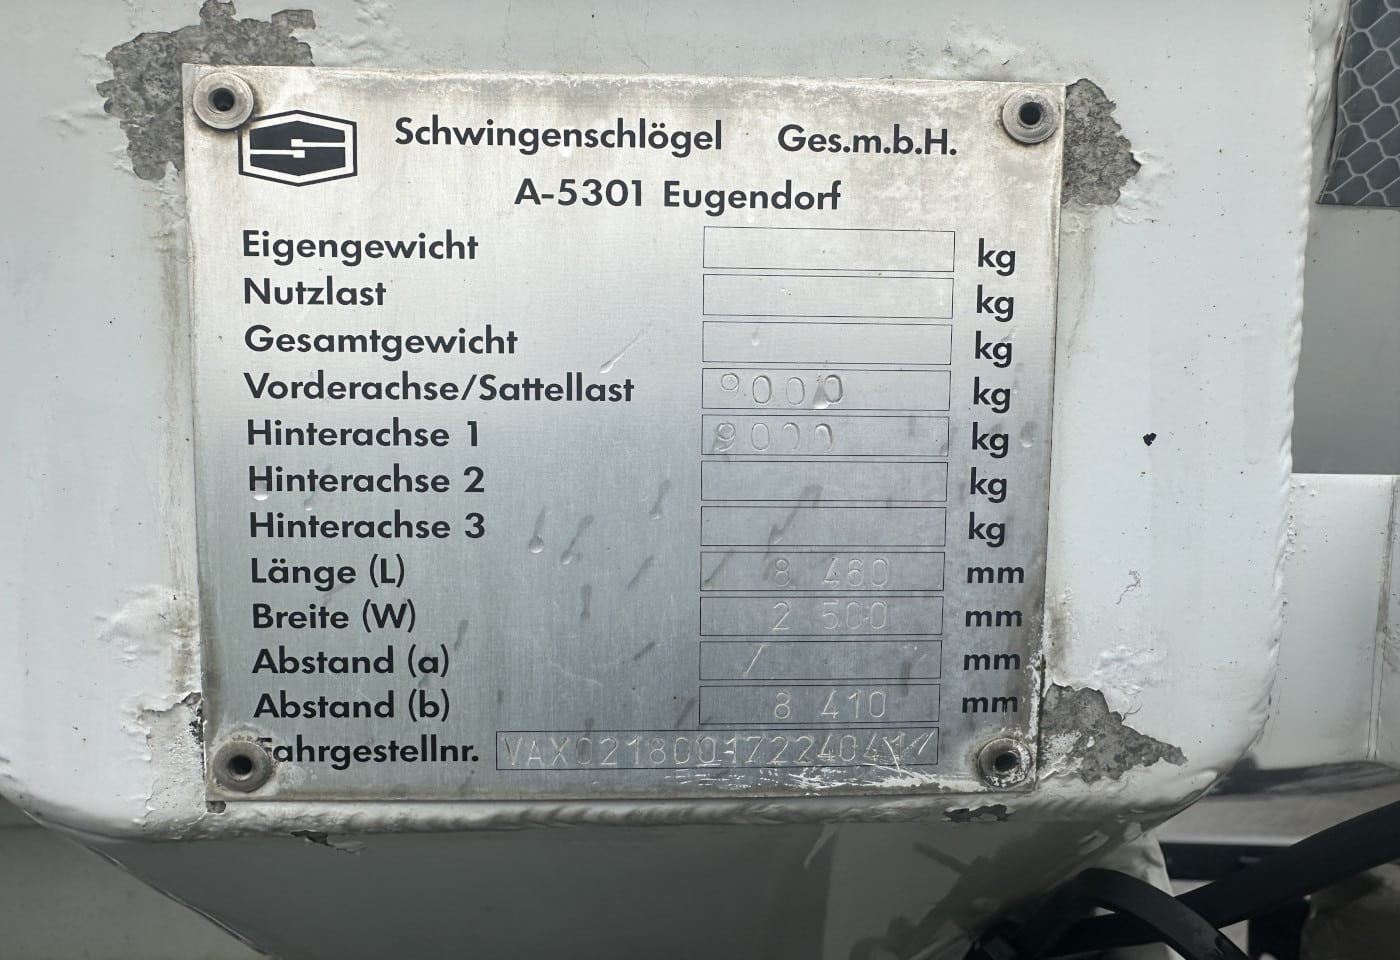 Schwingenschlögel Ges.m.b.H.
A-5301 Eugendorf
Eigengewicht kg
Nutzlast kg
Gesamtgewicht kg
Vorderachse/Sattellast 9000 kg
Hinterachse 1 9000 kg
Hinterachse 2 kg
Hinterachse 3 kg
Länge (L) 8 460 mm
Breite (W) 2 500 mm
Abstand (a) / mm
Abstand (b) 8 410 mm
Fahrgestellnr.